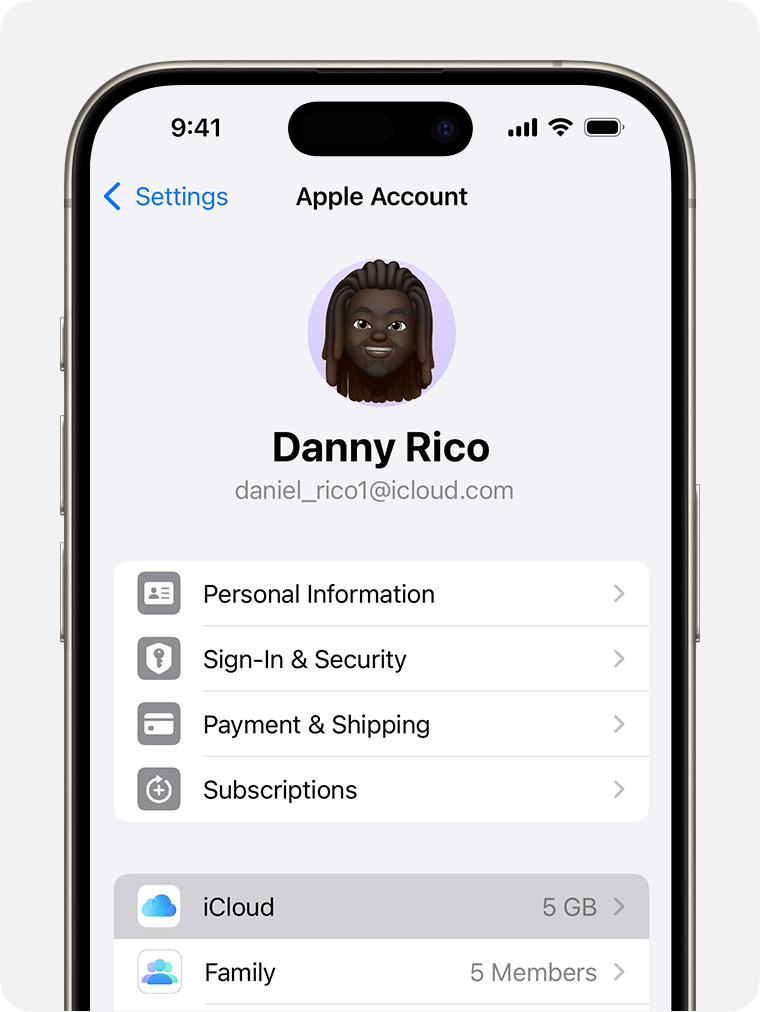 9:41
Settings Apple Account
Danny Rico
daniel_rico1@icloud.com
Personal Information
Sign-In & Security
Payment & Shipping
Subscriptions
iCloud 5 GB
Family 5 Members